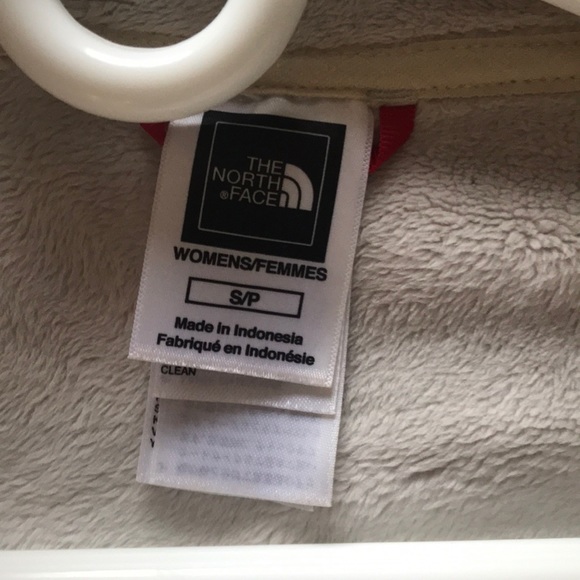 THE
NORTH
®FACE
WOMENS/FEMMES
S/P
Made in Indonesia
Fabriqué en Indonésie
CLEAN